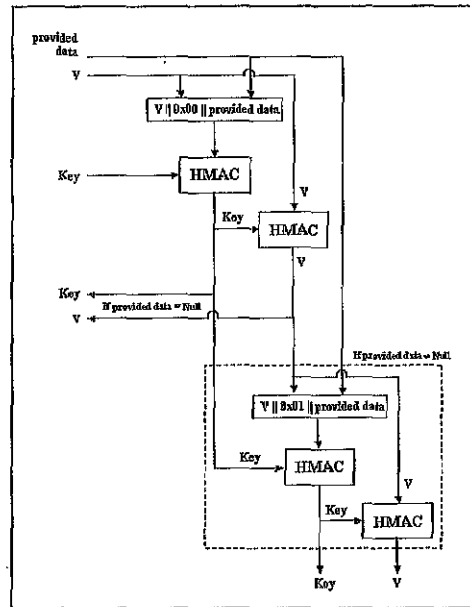 provided
data
V
V || 0x00 || provided data
Key
HMAC
V
Key
HMAC
V
Key
If provided data = Null
V
If provided data ≠ Null
V || 0x01 || provided data
Key
HMAC
V
Key
HMAC
Key
V